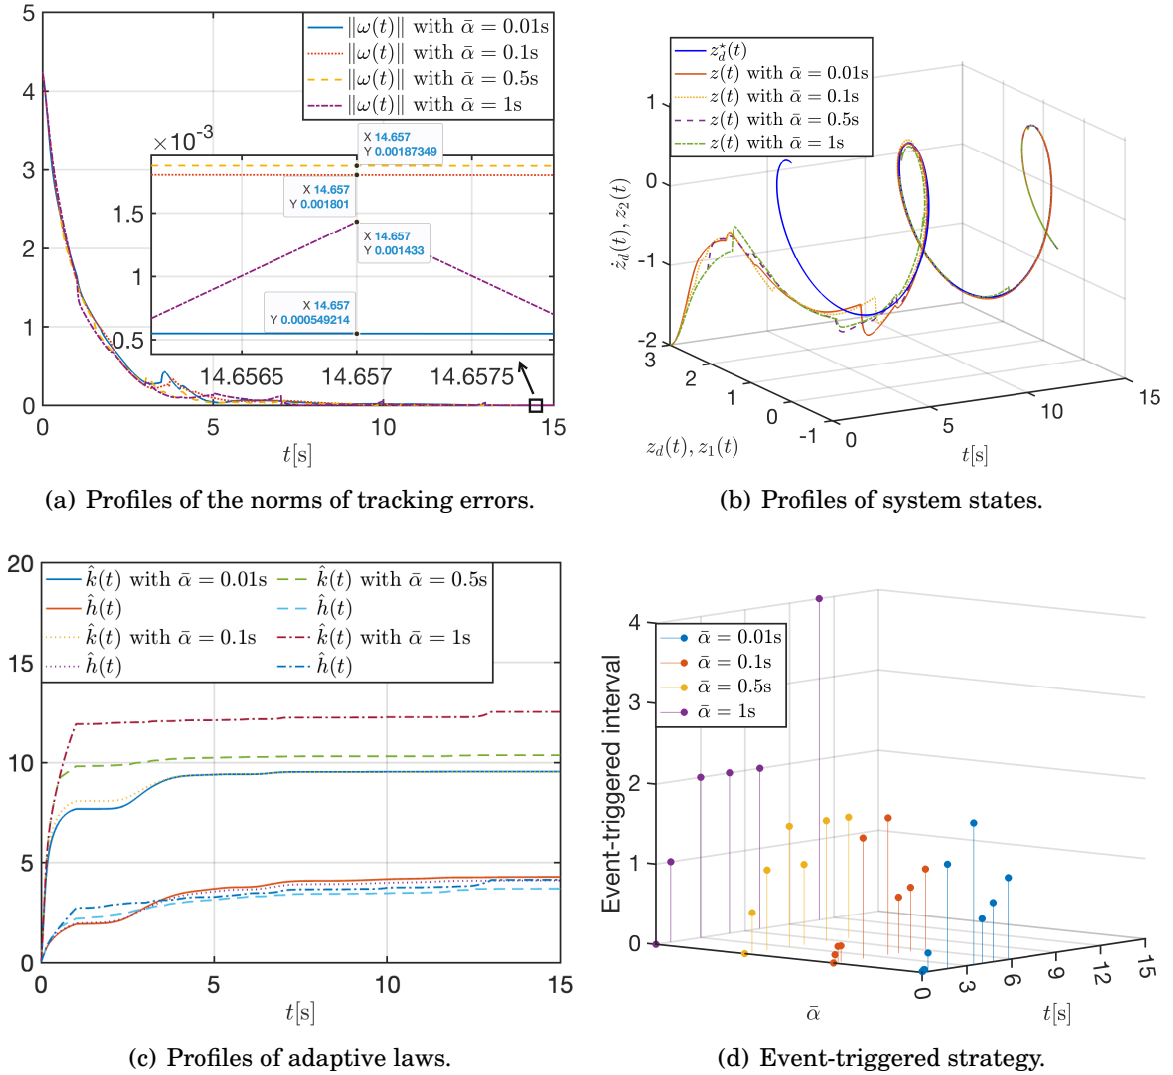 5
4
3
2
1
0
‖ω(t)‖ with ᾱ = 0.01s
‖ω(t)‖ with ᾱ = 0.1s
‖ω(t)‖ with ᾱ = 0.5s
‖ω(t)‖ with ᾱ = 1s
×10⁻³
X 14.657
Y 0.00187349
X 14.657
Y 0.001801
X 14.657
Y 0.001433
X 14.657
Y 0.000549214
1.5
1
0.5
14.6565 14.657 14.6575
0 5 10 15
t[s]
(a) Profiles of the norms of tracking errors.
z_d^⋆(t)
z(t) with ᾱ = 0.01s
z(t) with ᾱ = 0.1s
z(t) with ᾱ = 0.5s
z(t) with ᾱ = 1s
1
0
-1
-2
ż_d(t), z₂(t)
3
2
1
0
-1
z_d(t), z₁(t)
0
5
10
15
t[s]
(b) Profiles of system states.
20
15
10
5
0
k̂(t) with ᾱ = 0.01s
ĥ(t)
k̂(t) with ᾱ = 0.1s
ĥ(t)
k̂(t) with ᾱ = 0.5s
ĥ(t)
k̂(t) with ᾱ = 1s
ĥ(t)
0 5 10 15
t[s]
(c) Profiles of adaptive laws.
4
3
2
1
0
Event-triggered interval
ᾱ = 0.01s
ᾱ = 0.1s
ᾱ = 0.5s
ᾱ = 1s
0
3
6
9
12
15
ᾱ
t[s]
(d) Event-triggered strategy.